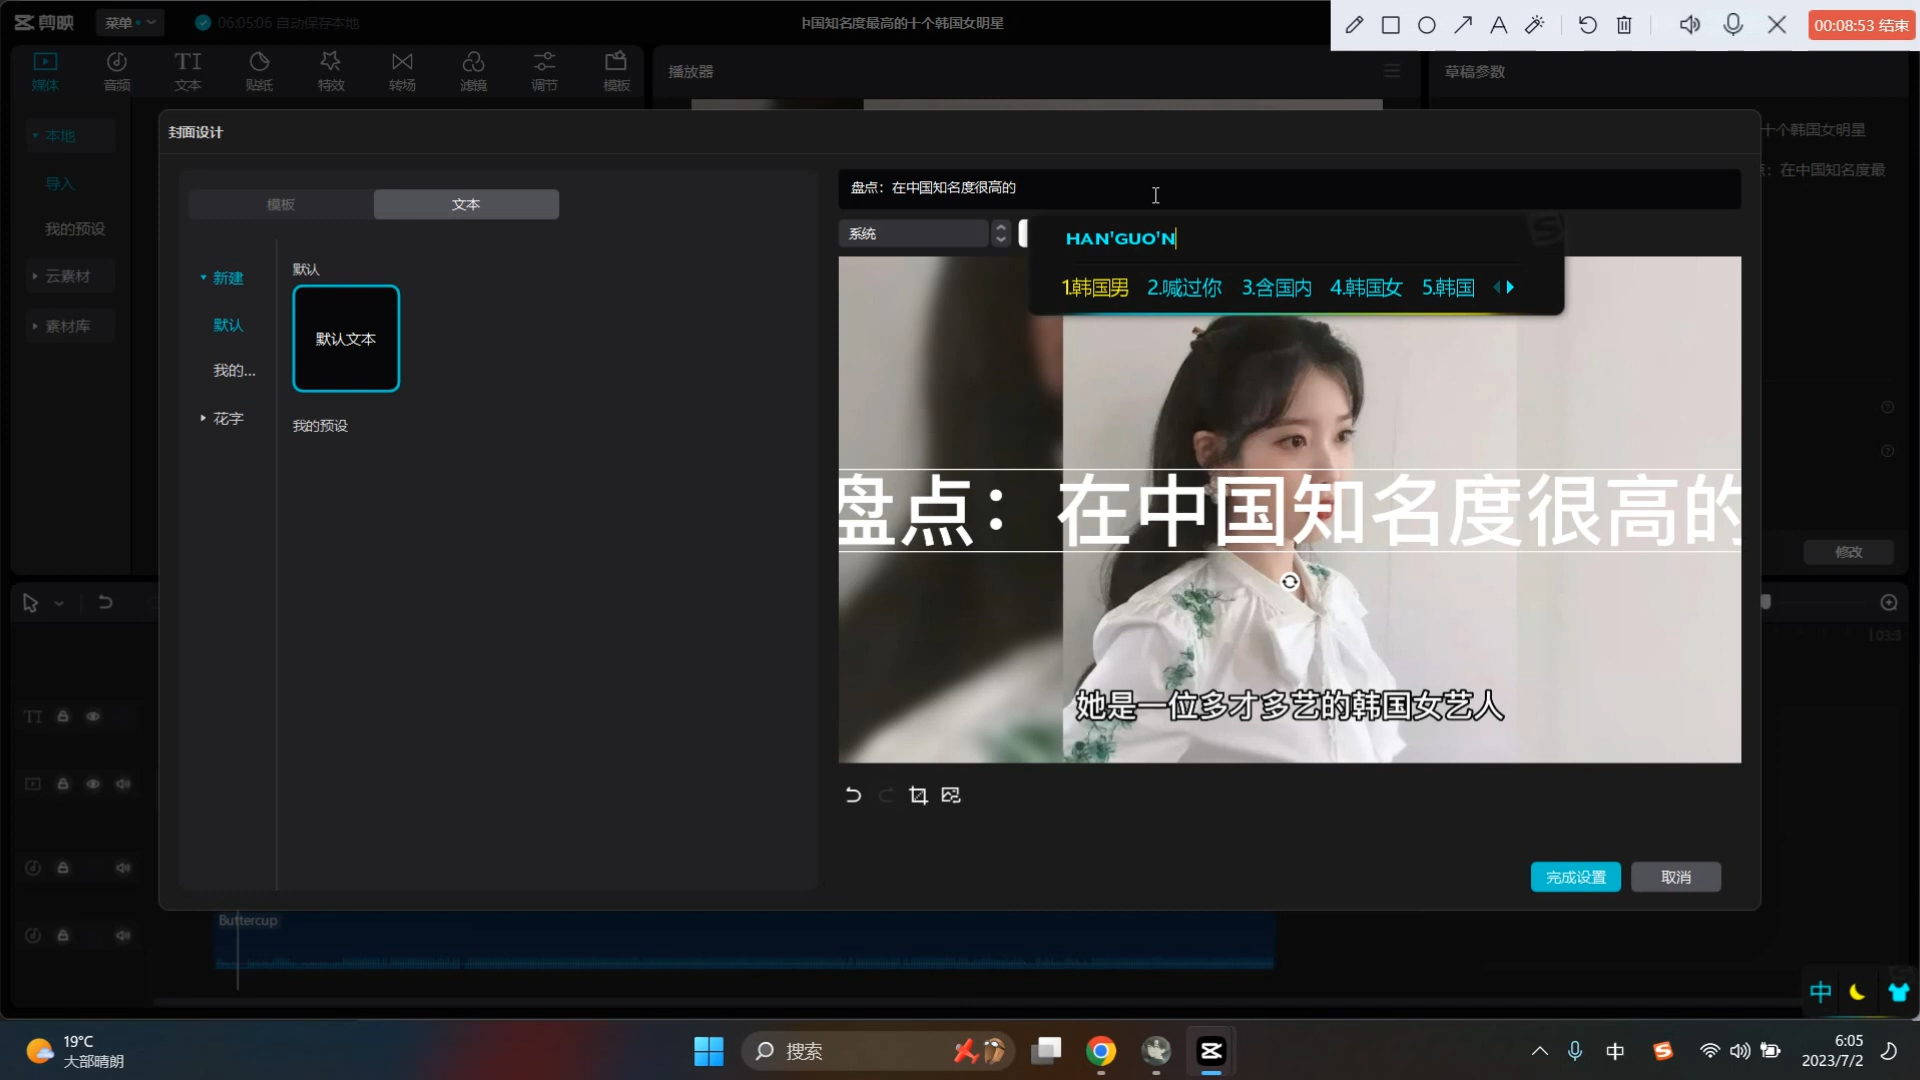 剪映
菜单
06:05:06 自动保存本地
中国知名度最高的十个韩国女明星
00:08:53 结束
媒体
音频
文本
贴纸
特效
转场
滤镜
调节
模板
播放器
草稿参数
本地
导入
我的预设
云素材
素材库
十个韩国女明星
：在中国知名度最
修改
封面设计
模板
文本
新建
默认
我的...
花字
默认
默认文本
我的预设
盘点：在中国知名度很高的
系统
HAN'GUO'N
1.韩国男 2.喊过你 3.含国内 4.韩国女 5.韩国
盘点：在中国知名度很高的
她是一位多才多艺的韩国女艺人
完成设置
取消
TI
Buttercup
中
19°C
大部晴朗
搜索
中
6:05
2023/7/2